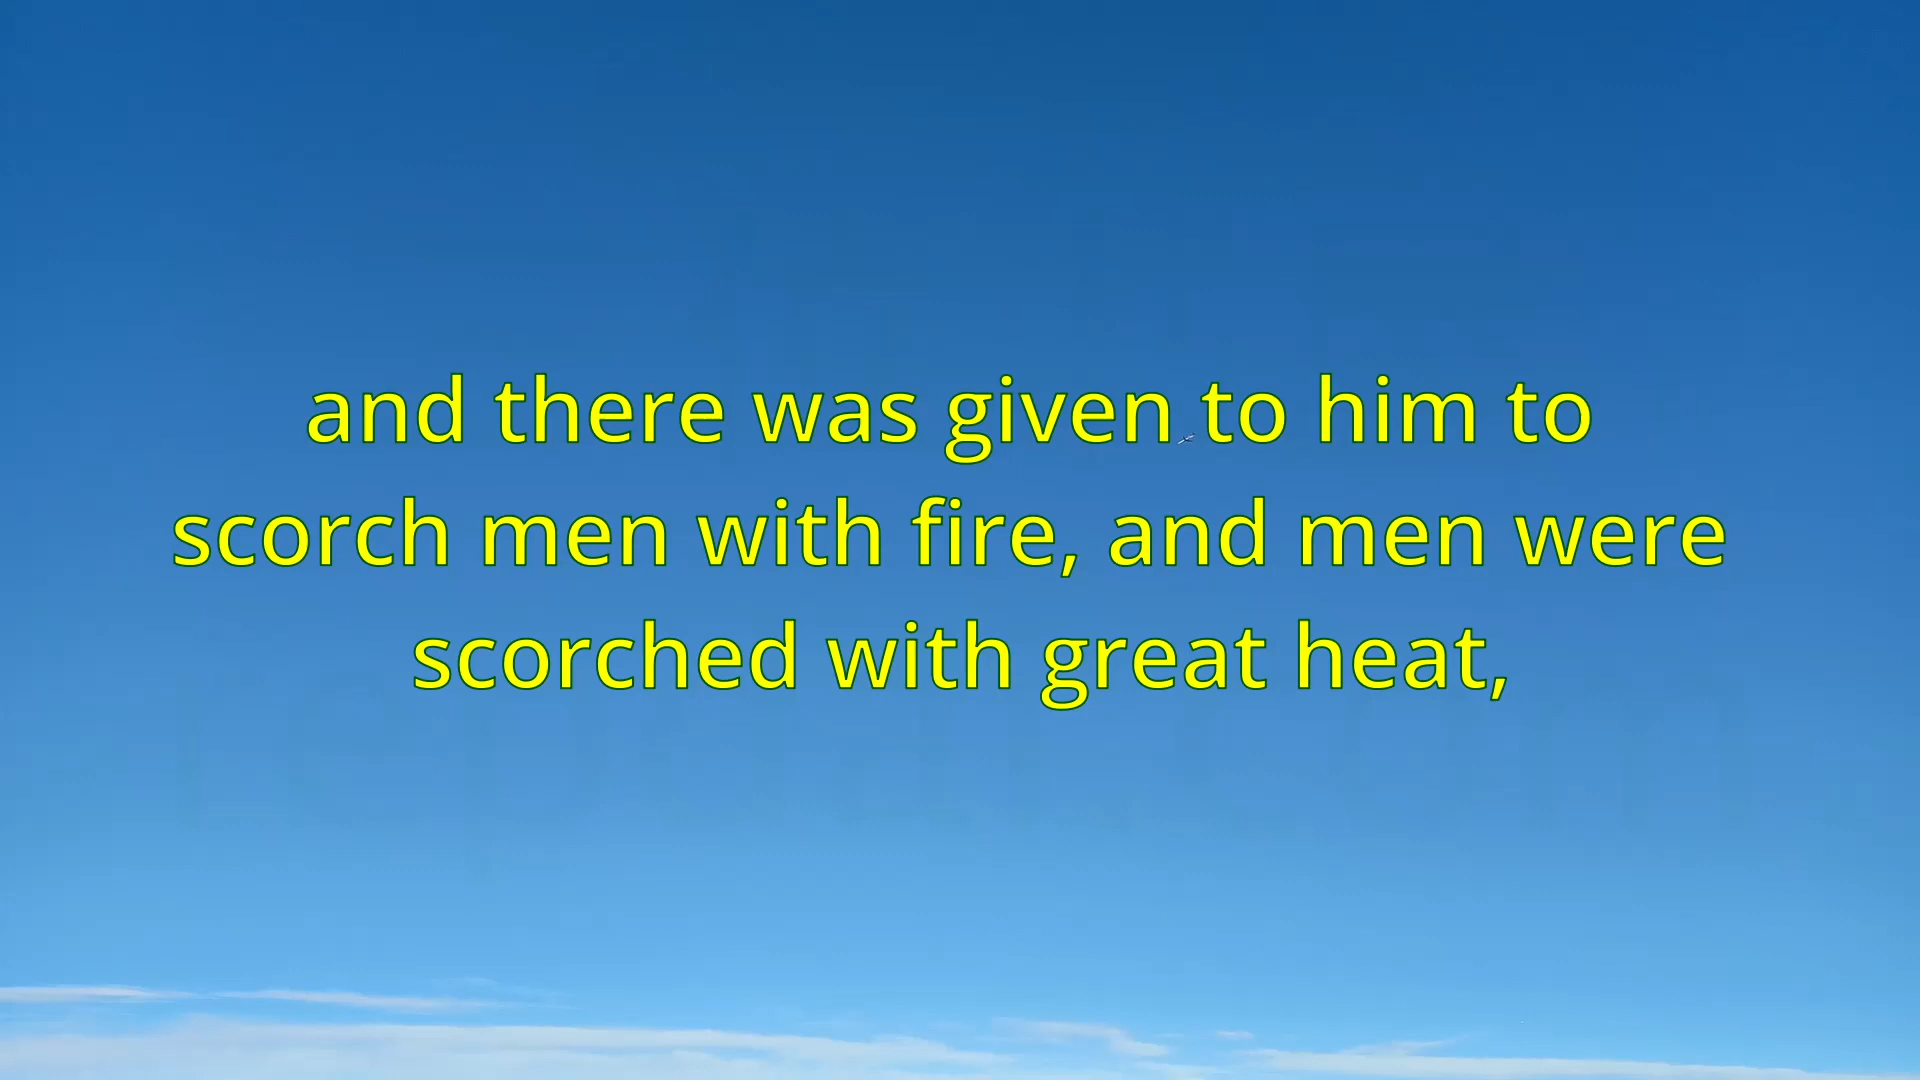 and there was given to him to
scorch men with fire, and men were
scorched with great heat,